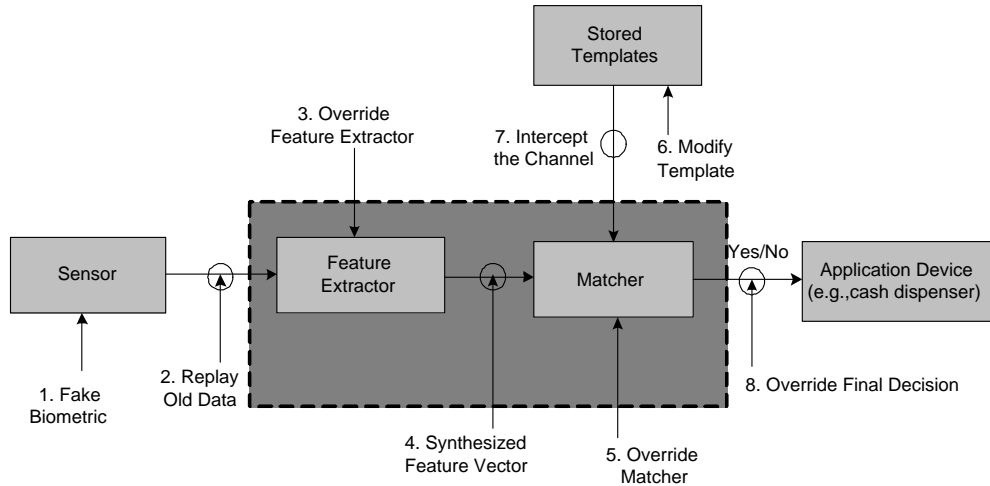 Stored
Templates
3. Override
Feature Extractor
7. Intercept
the Channel
6. Modify
Template
Sensor
Feature
Extractor
Matcher
Yes/No
Application Device
(e.g.,cash dispenser)
1. Fake
Biometric
2. Replay
Old Data
4. Synthesized
Feature Vector
5. Override
Matcher
8. Override Final Decision